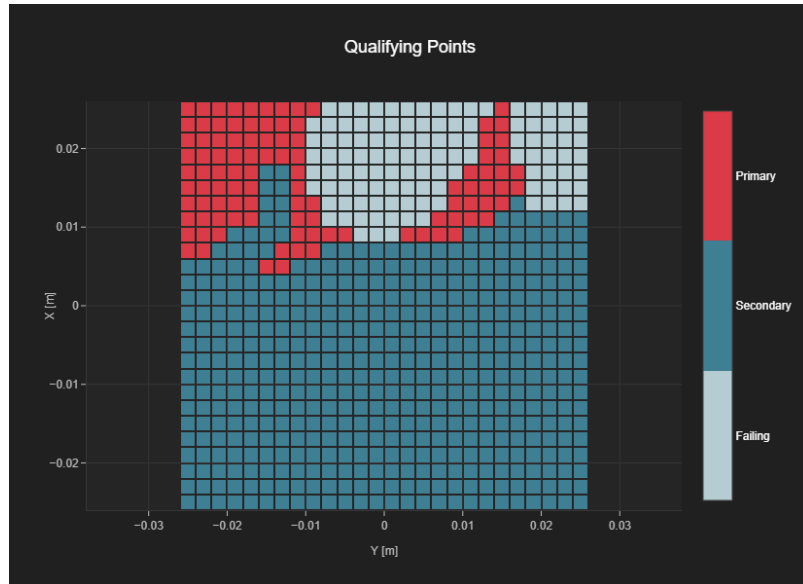 Qualifying Points
Primary
0.02
0.01
Secondary
X [m]
0
−0.01
Failing
−0.02
−0.03
−0.02
−0.01
0
0.01
0.02
0.03
Y [m]